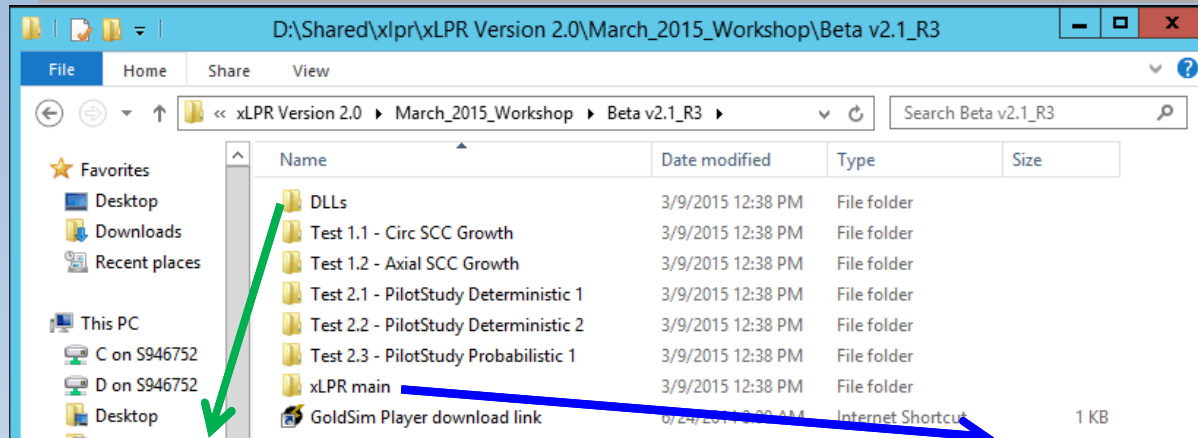 D:\Shared\xlpr\xLPR Version 2.0\March_2015_Workshop\Beta v2.1_R3
File Home Share View
« xLPR Version 2.0 March_2015_Workshop Beta v2.1_R3 Search Beta v2.1_R3
Name Date modified Type Size
Favorites
Desktop
Downloads
Recent places
This PC
C on S946752
D on S946752
Desktop
DLLs 3/9/2015 12:38 PM File folder
Test 1.1 - Circ SCC Growth 3/9/2015 12:38 PM File folder
Test 1.2 - Axial SCC Growth 3/9/2015 12:38 PM File folder
Test 2.1 - PilotStudy Deterministic 1 3/9/2015 12:38 PM File folder
Test 2.2 - PilotStudy Deterministic 2 3/9/2015 12:38 PM File folder
Test 2.3 - PilotStudy Probabilistic 1 3/9/2015 12:38 PM File folder
xLPR main 3/9/2015 12:38 PM File folder
GoldSim Player download link AM Internet Shortcut 1 KB